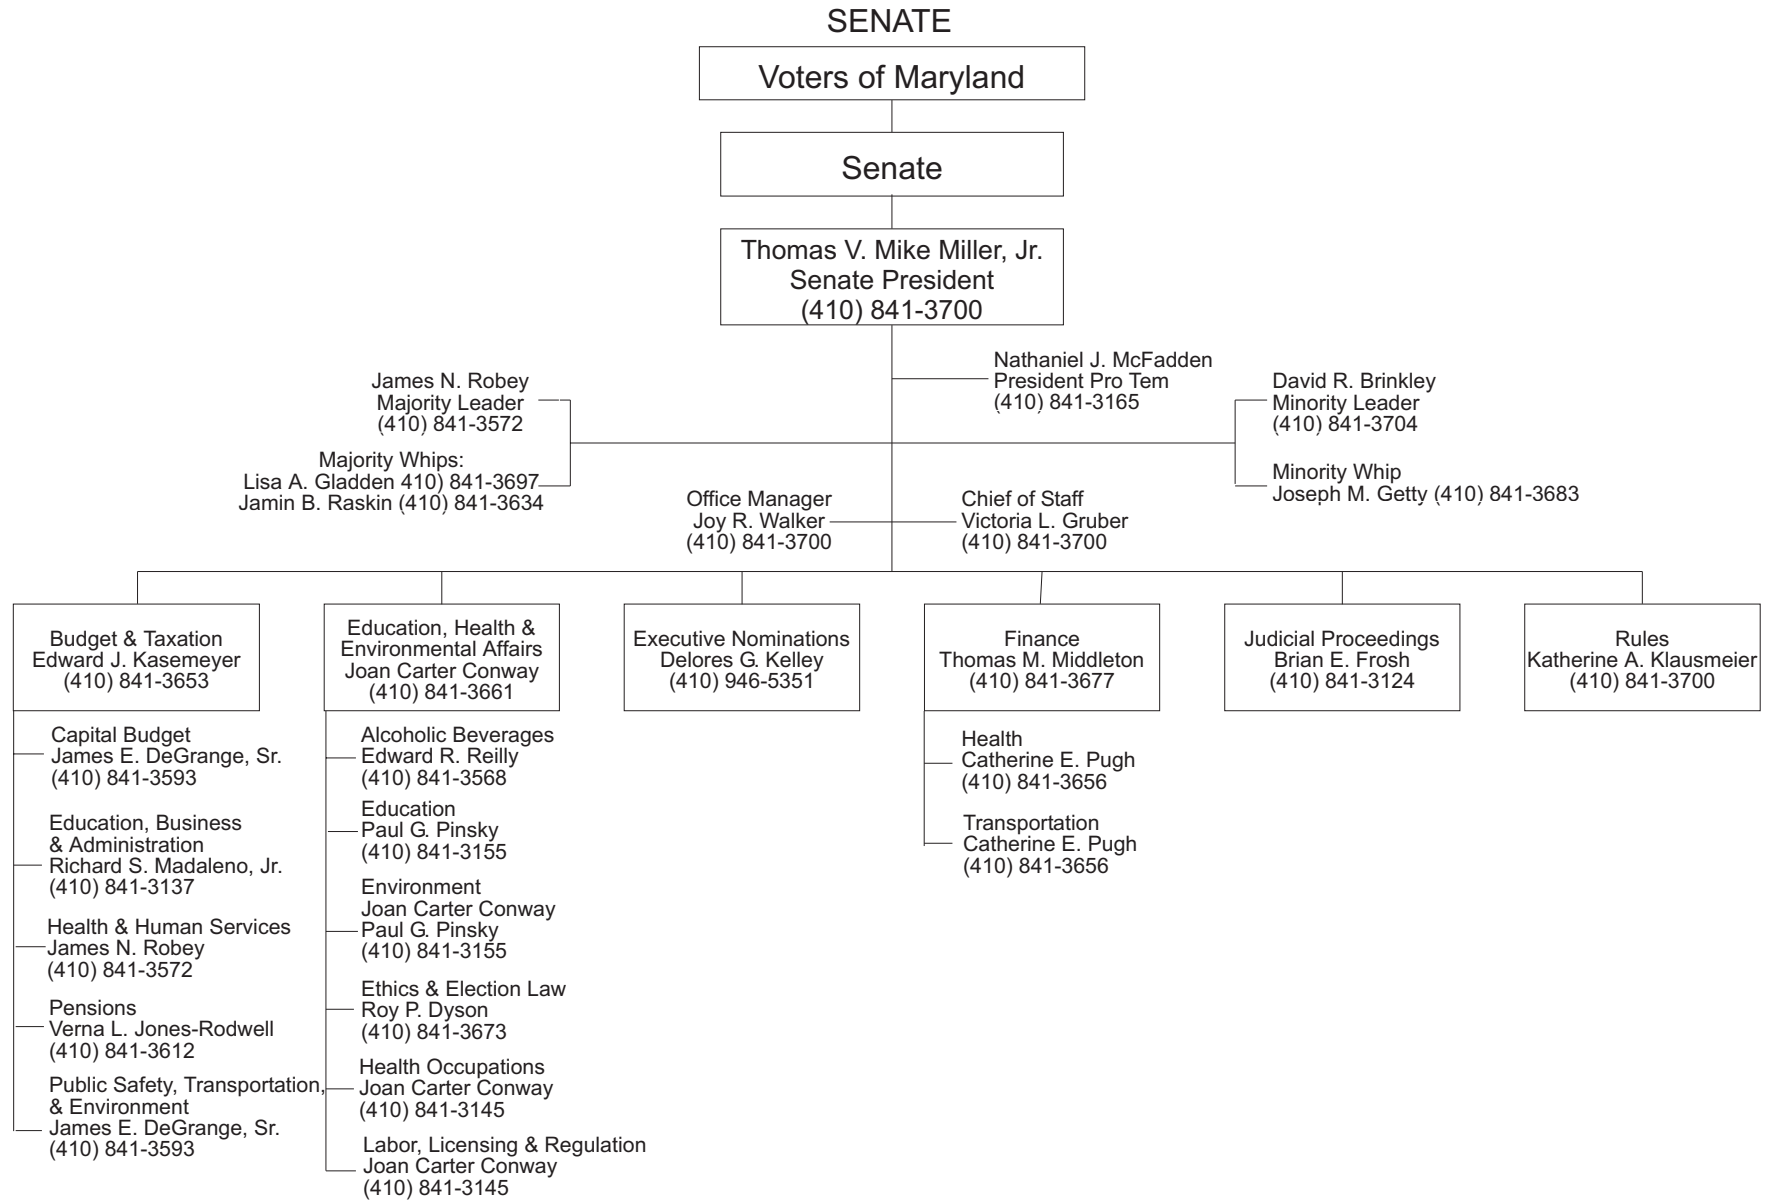 SENATE
Voters of Maryland
Senate
Thomas V. Mike Miller, Jr.
Senate President
(410) 841-3700
Nathaniel J. McFadden
President Pro Tem
(410) 841-3165
James N. Robey
Majority Leader
(410) 841-3572
Majority Whips:
Lisa A. Gladden 410) 841-3697
Jamin B. Raskin (410) 841-3634
David R. Brinkley
Minority Leader
(410) 841-3704
Minority Whip
Joseph M. Getty (410) 841-3683
Office Manager
Joy R. Walker
(410) 841-3700
Chief of Staff
Victoria L. Gruber
(410) 841-3700
Budget & Taxation
Edward J. Kasemeyer
(410) 841-3653
Capital Budget
James E. DeGrange, Sr.
(410) 841-3593
Education, Business
& Administration
Richard S. Madaleno, Jr.
(410) 841-3137
Health & Human Services
James N. Robey
(410) 841-3572
Pensions
Verna L. Jones-Rodwell
(410) 841-3612
Public Safety, Transportation,
& Environment
James E. DeGrange, Sr.
(410) 841-3593
Education, Health &
Environmental Affairs
Joan Carter Conway
(410) 841-3661
Alcoholic Beverages
Edward R. Reilly
(410) 841-3568
Education
Paul G. Pinsky
(410) 841-3155
Environment
Joan Carter Conway
Paul G. Pinsky
(410) 841-3155
Ethics & Election Law
Roy P. Dyson
(410) 841-3673
Health Occupations
Joan Carter Conway
(410) 841-3145
Labor, Licensing & Regulation
Joan Carter Conway
(410) 841-3145
Executive Nominations
Delores G. Kelley
(410) 946-5351
Finance
Thomas M. Middleton
(410) 841-3677
Health
Catherine E. Pugh
(410) 841-3656
Transportation
Catherine E. Pugh
(410) 841-3656
Judicial Proceedings
Brian E. Frosh
(410) 841-3124
Rules
Katherine A. Klausmeier
(410) 841-3700